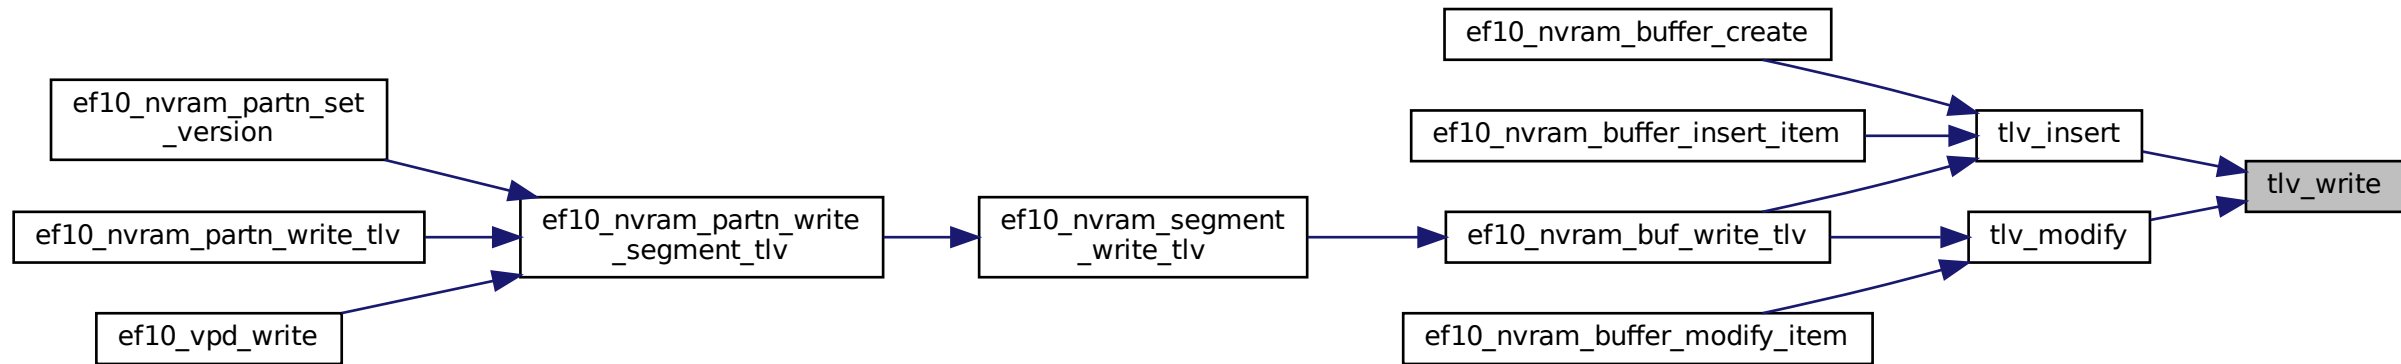 ef10_nvram_partn_set
_version
ef10_nvram_partn_write_tlv
ef10_vpd_write
ef10_nvram_partn_write
_segment_tlv
ef10_nvram_segment
_write_tlv
ef10_nvram_buffer_create
ef10_nvram_buffer_insert_item
ef10_nvram_buf_write_tlv
ef10_nvram_buffer_modify_item
tlv_insert
tlv_modify
tlv_write